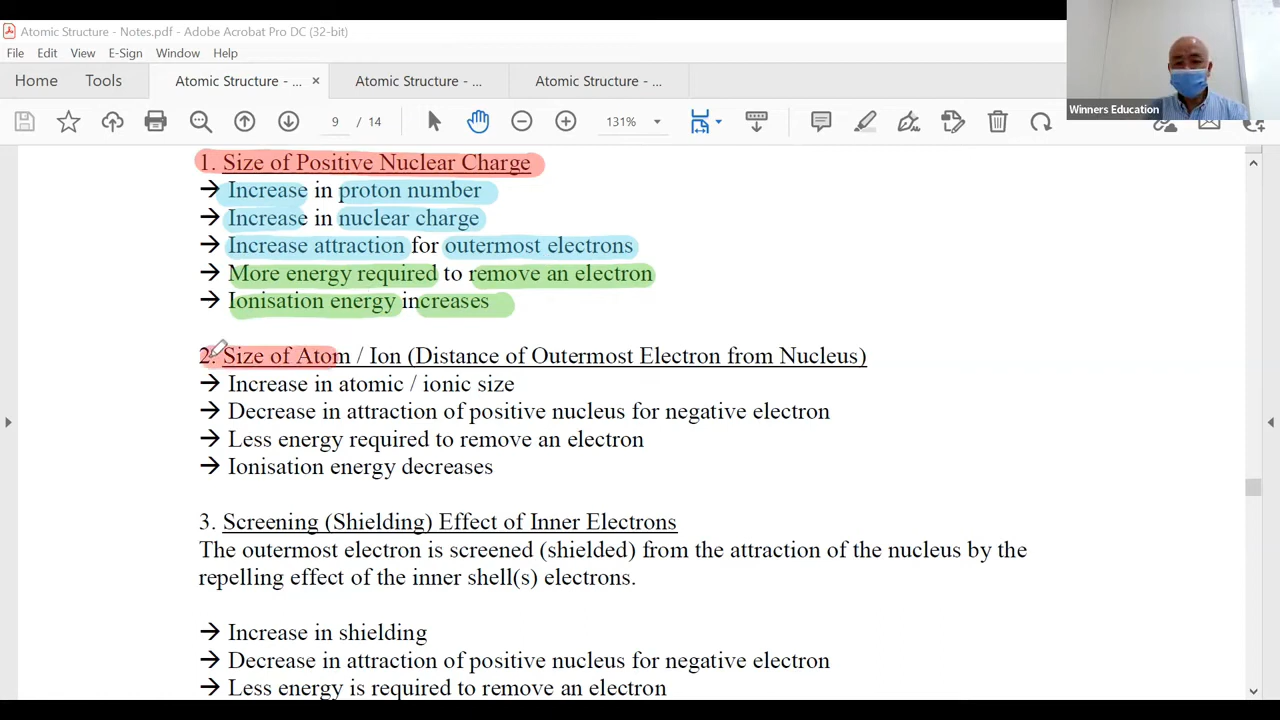 Atomic Structure - Notes.pdf - Adobe Acrobat Pro DC (32-bit)
File Edit View E-Sign Window Help
Home Tools Atomic Structure - ... × Atomic Structure - ... Atomic Structure - ...
Winners Education
9 / 14 131%
1. Size of Positive Nuclear Charge
→ Increase in proton number
→ Increase in nuclear charge
→ Increase attraction for outermost electrons
→ More energy required to remove an electron
→ Ionisation energy increases
2. Size of Atom / Ion (Distance of Outermost Electron from Nucleus)
→ Increase in atomic / ionic size
→ Decrease in attraction of positive nucleus for negative electron
→ Less energy required to remove an electron
→ Ionisation energy decreases
3. Screening (Shielding) Effect of Inner Electrons
The outermost electron is screened (shielded) from the attraction of the nucleus by the
repelling effect of the inner shell(s) electrons.
→ Increase in shielding
→ Decrease in attraction of positive nucleus for negative electron
→ Less energy is required to remove an electron